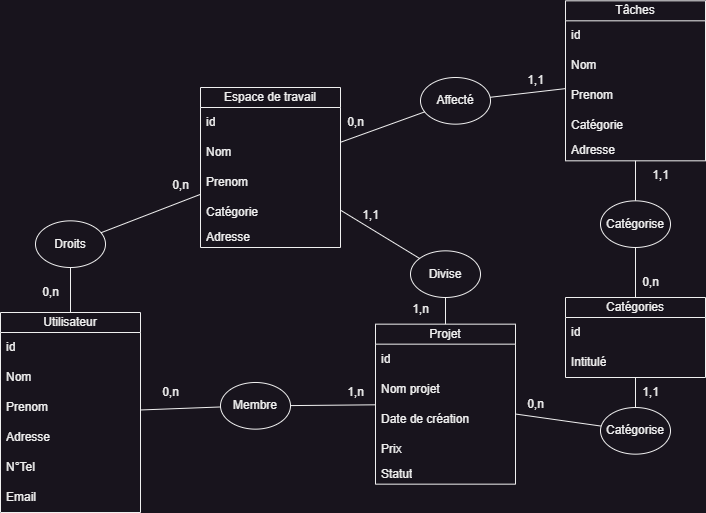 Tâches
id
Nom
Prenom
Catégorie
Adresse
1,1
Affecté
0,n
Espace de travail
id
Nom
Prenom
Catégorie
Adresse
0,n
1,1
1,1
Catégorise
0,n
Droits
0,n
Divise
1,n
Catégories
id
Intitulé
1,1
Catégorise
0,n
Utilisateur
id
Nom
Prenom
Adresse
N°Tel
Email
0,n
Membre
1,n
Projet
id
Nom projet
Date de création
Prix
Statut